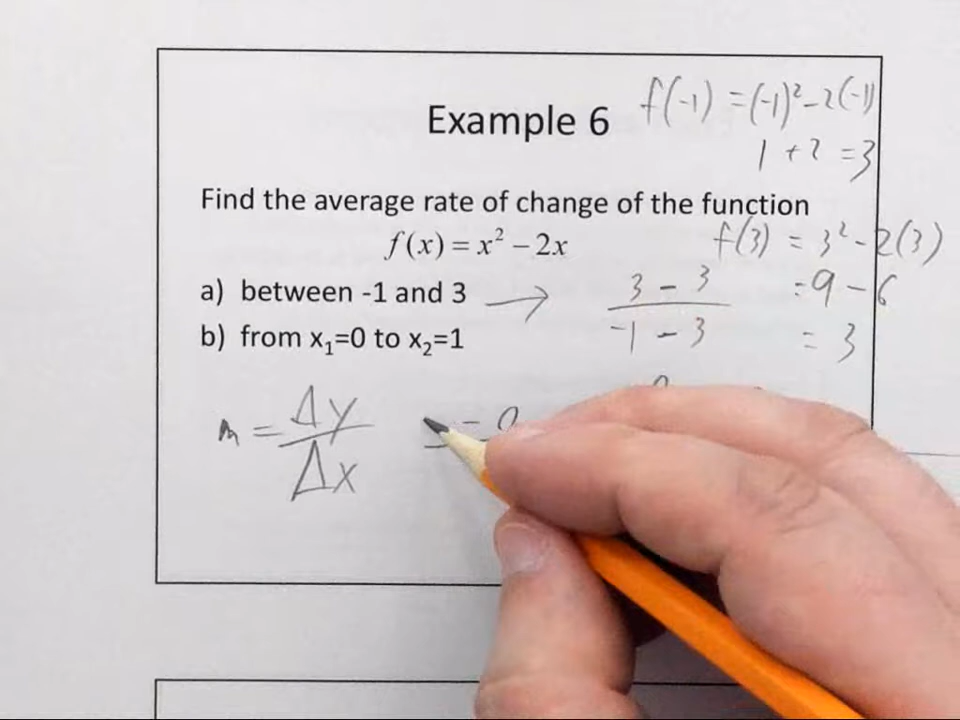 Example 6
f(-1) = (-1)² - 2(-1)
1 + 2 = 3
Find the average rate of change of the function
f(x) = x² - 2x
f(3) = 3² - 2(3)
a) between -1 and 3 → 3 - 3 / -1 - 3
= 9 - 6
b) from x₁=0 to x₂=1
= 3
m = Δy / Δx